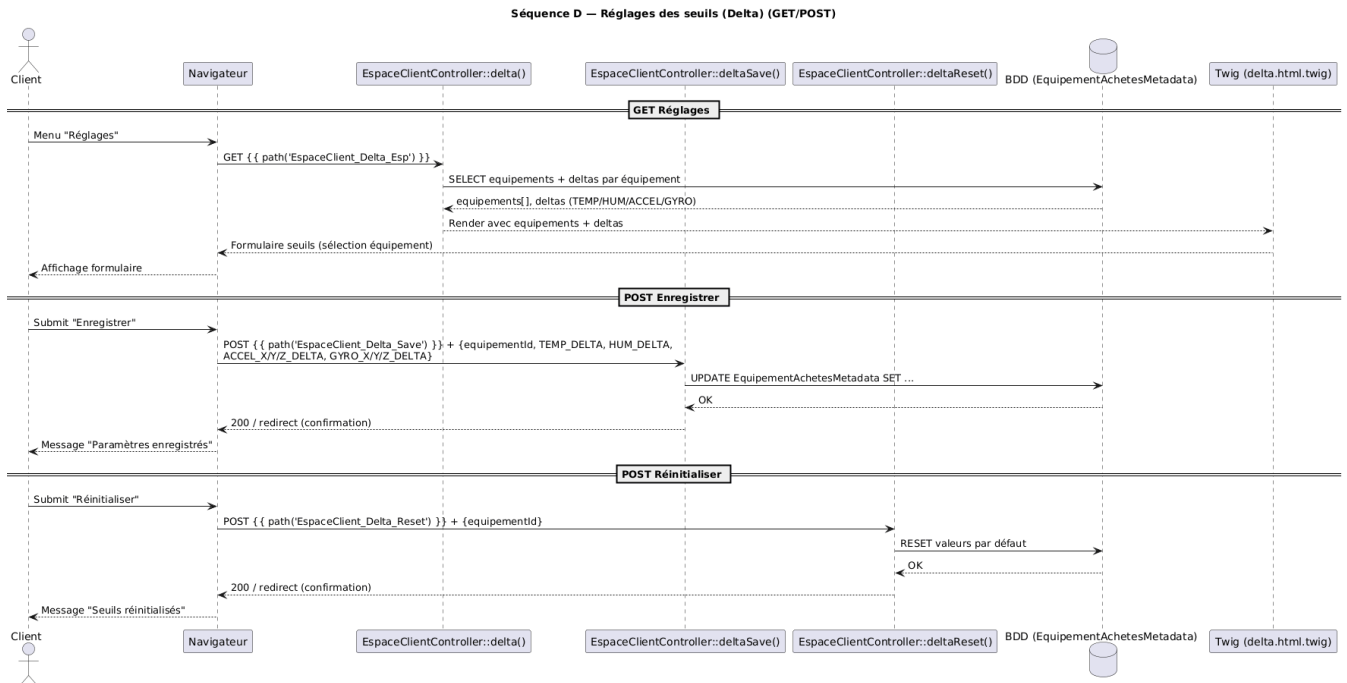 Séquence D — Réglages des seuils (Delta) (GET/POST)
Client
Navigateur
EspaceClientController::delta()
EspaceClientController::deltaSave()
EspaceClientController::deltaReset()
BDD (EquipementAchetesMetadata)
Twig (delta.html.twig)
GET Réglages
Menu "Réglages"
GET {{ path('EspaceClient_Delta_Esp') }}
SELECT equipements + deltas par équipement
equipements[], deltas (TEMP/HUM/ACCEL/GYRO)
Render avec equipements + deltas
Formulaire seuils (sélection équipement)
Affichage formulaire
POST Enregistrer
Submit "Enregistrer"
POST {{ path('EspaceClient_Delta_Save') }} + {equipementId, TEMP_DELTA, HUM_DELTA,
ACCEL_X/Y/Z_DELTA, GYRO_X/Y/Z_DELTA}
UPDATE EquipementAchetesMetadata SET ...
OK
200 / redirect (confirmation)
Message "Paramètres enregistrés"
POST Réinitialiser
Submit "Réinitialiser"
POST {{ path('EspaceClient_Delta_Reset') }} + {equipementId}
RESET valeurs par défaut
OK
200 / redirect (confirmation)
Message "Seuils réinitialisés"
Client
Navigateur
EspaceClientController::delta()
EspaceClientController::deltaSave()
EspaceClientController::deltaReset()
BDD (EquipementAchetesMetadata)
Twig (delta.html.twig)